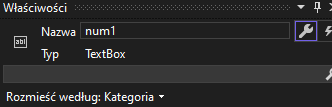 Właściwości
abl
Nazwa num1
Typ TextBox
Rozmieść według: Kategoria